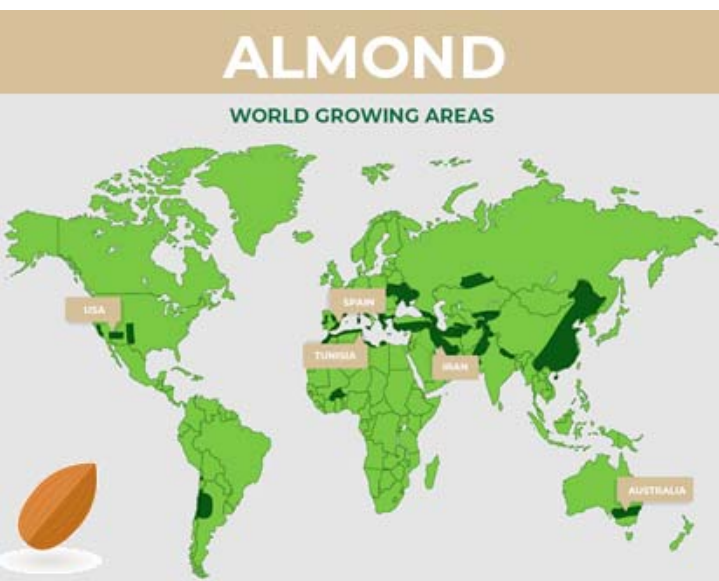 ALMOND
WORLD GROWING AREAS
USA
SPAIN
TUNISIA
IRAN
AUSTRALIA